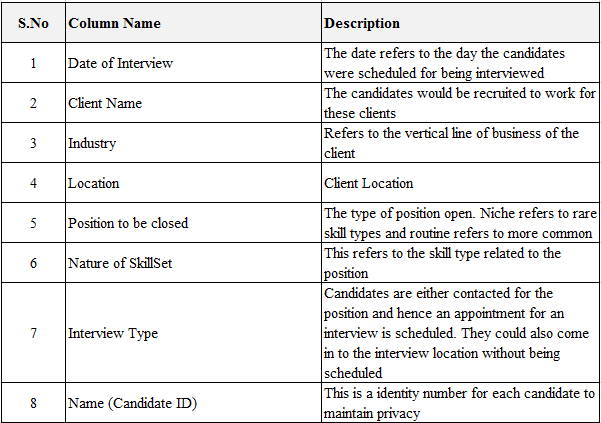 S.No Column Name Description
1 Date of Interview The date refers to the day the candidates
were scheduled for being interviewed
2 Client Name The candidates would be recruited to work for
these clients
3 Industry Refers to the vertical line of business of the
client
4 Location Client Location
5 Position to be closed The type of position open. Niche refers to rare
skill types and routine refers to more common
6 Nature of SkillSet This refers to the skill type related to the
position
7 Interview Type Candidates are either contacted for the
position and hence an appointment for an
interview is scheduled. They could also come
in to the interview location without being
scheduled
8 Name (Candidate ID) This is a identity number for each candidate to
maintain privacy